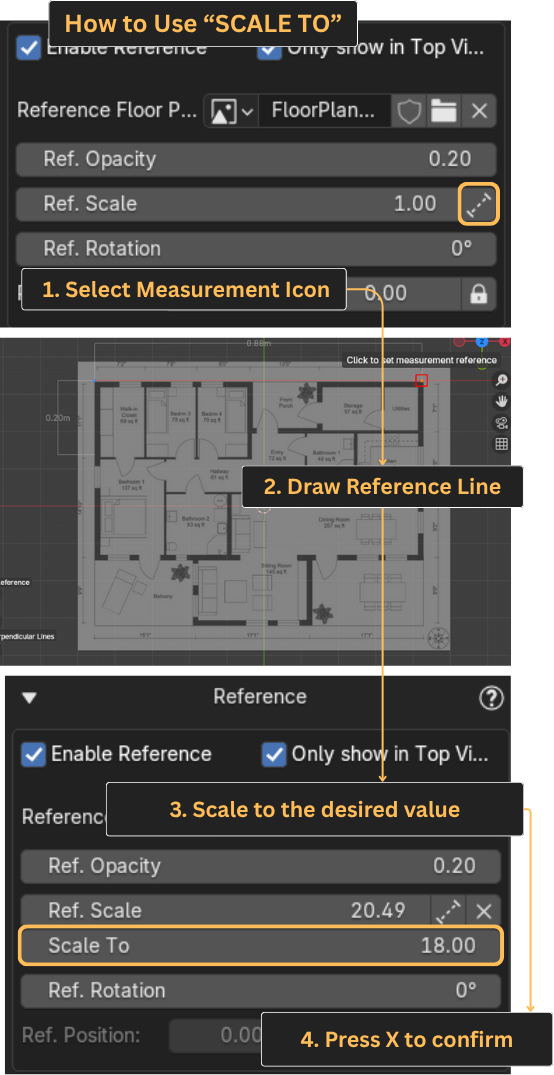 How to Use “SCALE TO”
Enable Reference
Only show in Top Vi...
Reference Floor P...
FloorPlan...
Ref. Opacity 0.20
Ref. Scale 1.00
Ref. Rotation 0°
1. Select Measurement Icon
0.00
0.88m
Z
X
Click to set measurement reference
0.20m
Walk-in
Closet
Bedrm 3
Bedrm 4
Front
Porch
Storage
Utilities
Entry
Bathroom 1
Hallway
Bedroom 1
2. Draw Reference Line
Bathroom 2
Dining Room
eference
Balcony
rpendicular Lines
Reference
Enable Reference
Only show in Top Vi...
Referenc
3. Scale to the desired value
Ref. Opacity 0.20
Ref. Scale 20.49
Scale To 18.00
Ref. Rotation 0°
Ref. Position: 0.00
4. Press X to confirm